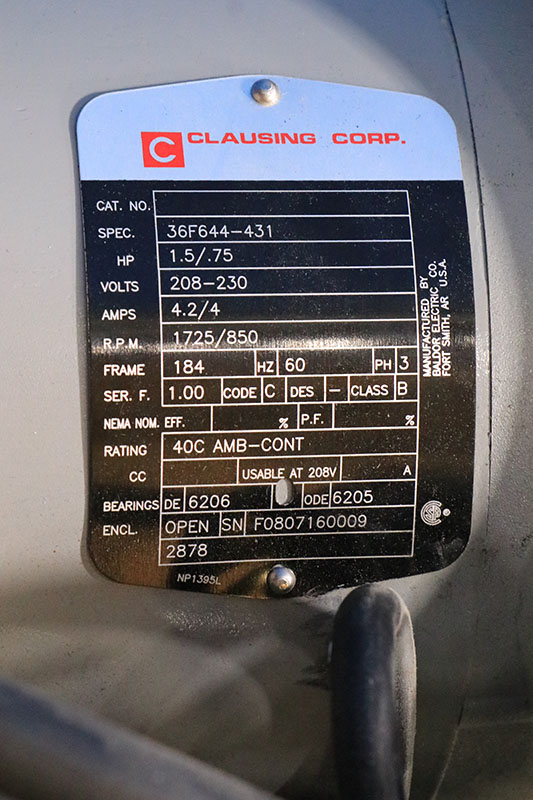 C CLAUSING CORP.
CAT. NO.
SPEC. 36F644-431
HP 1.5/.75
VOLTS 208-230
AMPS 4.2/4
R.P.M. 1725/850
FRAME 184 HZ 60 PH 3
SER. F. 1.00 CODE C DES - CLASS B
NEMA NOM. EFF. % P.F. %
RATING 40C AMB-CONT
CC USABLE AT 208V A
BEARINGS DE 6206 ODE 6205
ENCL. OPEN SN F0807160009
2878
NP1395L
MANUFACTURED BY
BALDOR ELECTRIC CO.
FORT SMITH, AR U.S.A.
SA ®